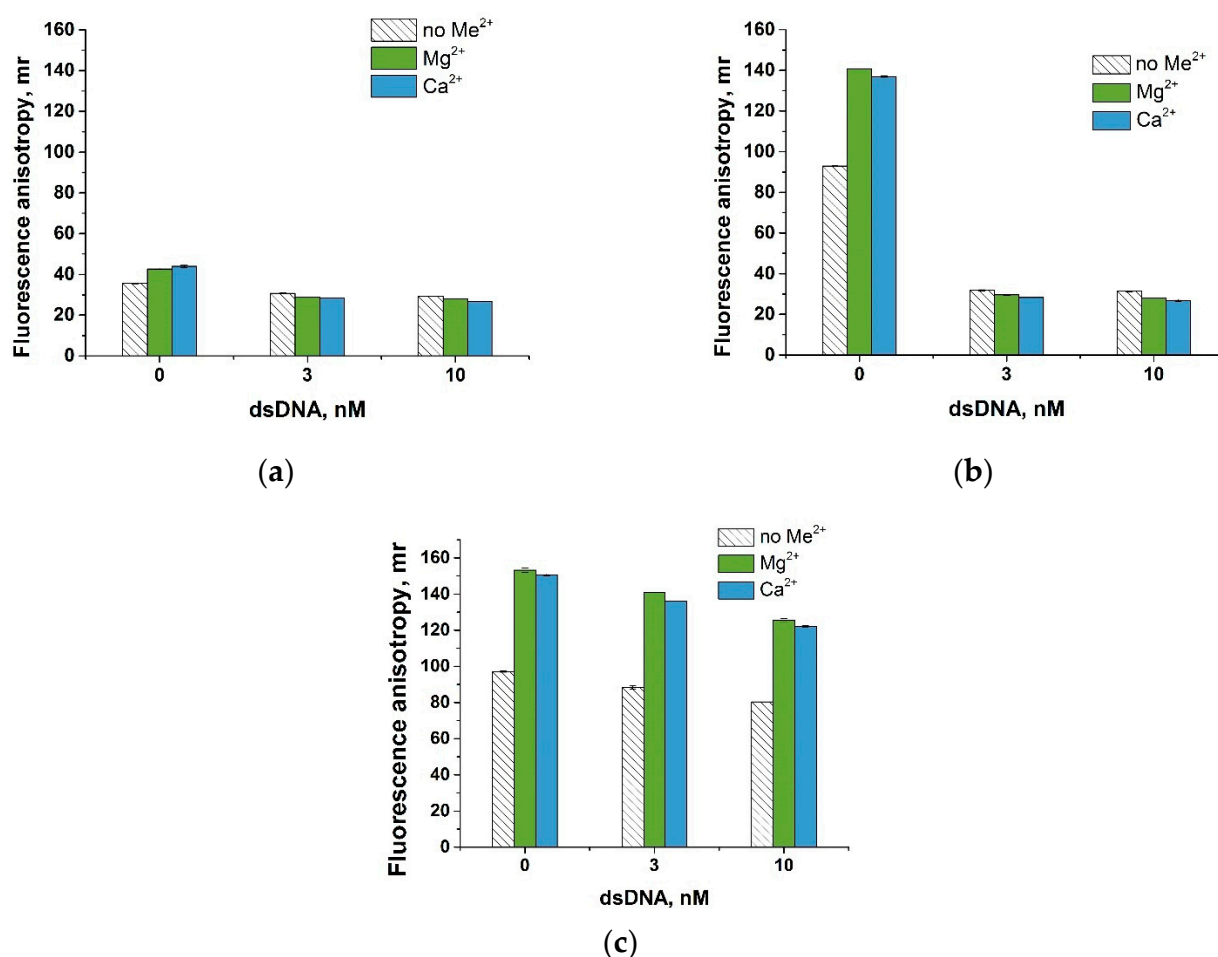 160
140
120
100
80
60
40
20
0
Fluorescence anisotropy, mr
no Me²⁺
Mg²⁺
Ca²⁺
0 3 10
dsDNA, nM
(a)
160
140
120
100
80
60
40
20
0
Fluorescence anisotropy, mr
no Me²⁺
Mg²⁺
Ca²⁺
0 3 10
dsDNA, nM
(b)
160
140
120
100
80
60
40
20
0
Fluorescence anisotropy, mr
no Me²⁺
Mg²⁺
Ca²⁺
0 3 10
dsDNA, nM
(c)